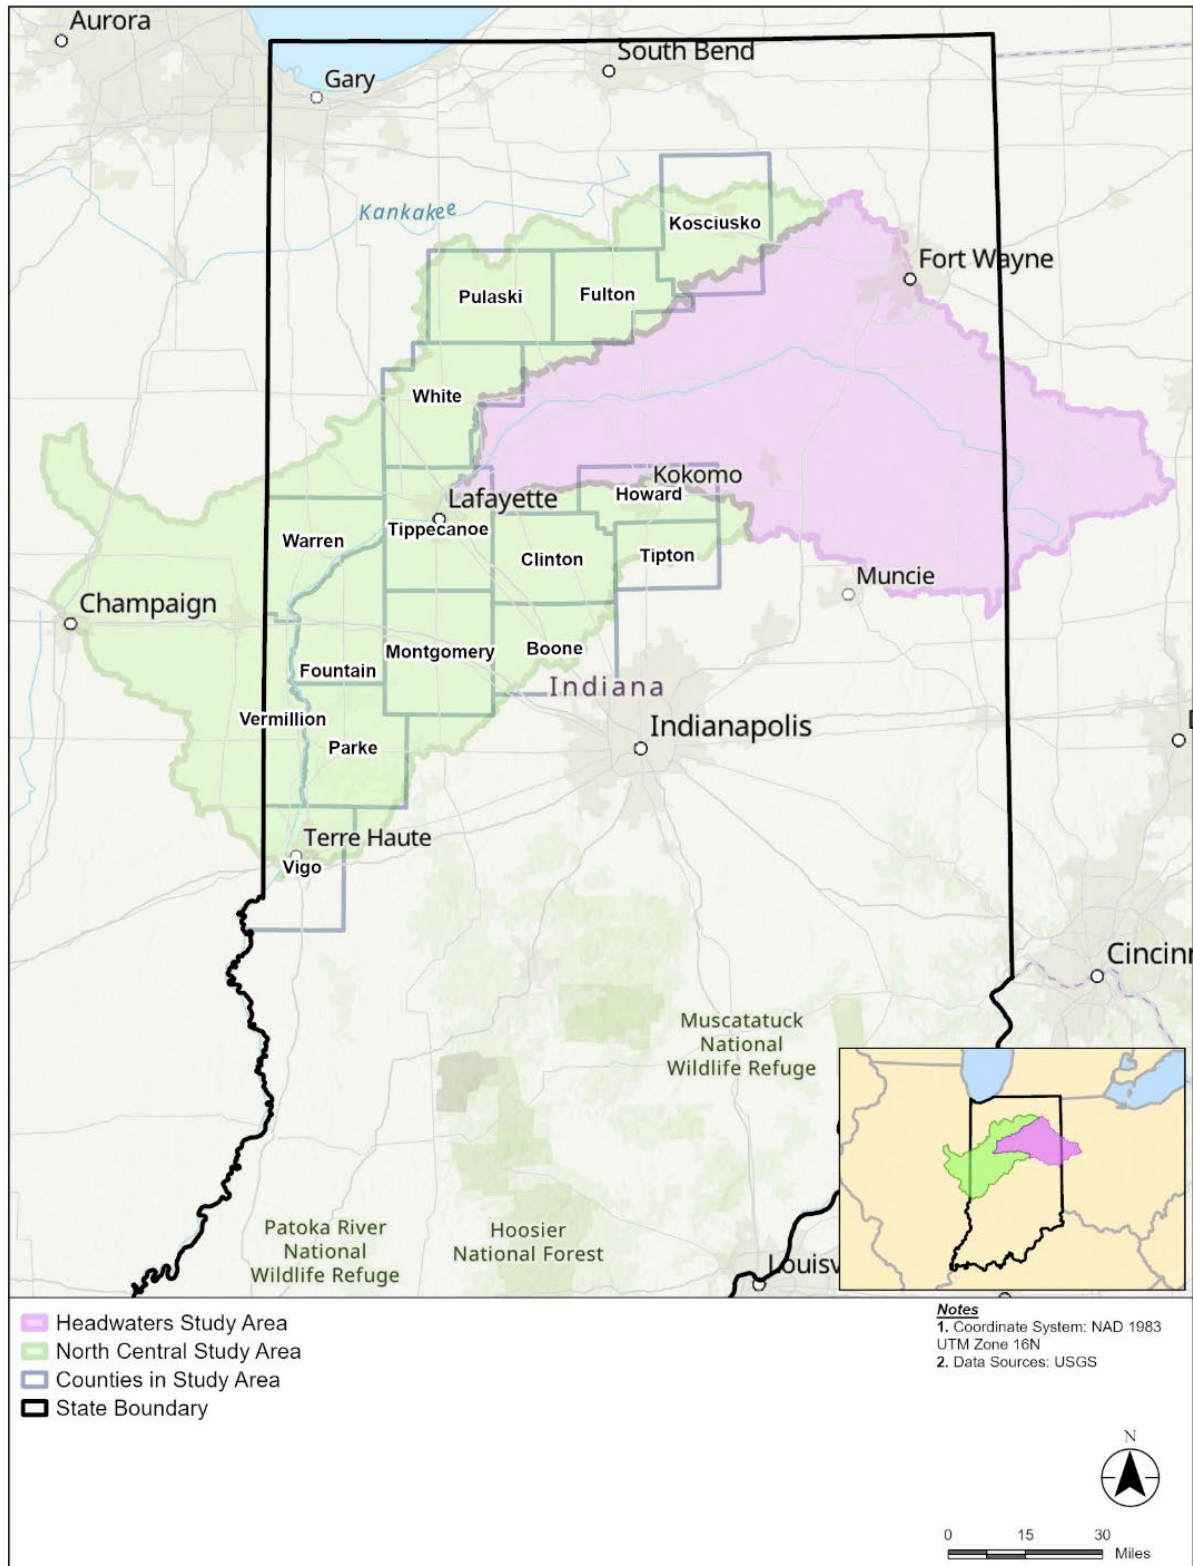 Aurora
South Bend
Gary
Kankakee
Kosciusko
Fort Wayne
Pulaski
Fulton
White
Kokomo
Howard
Lafayette
Warren
Tippecanoe
Clinton
Tipton
Muncie
Champaign
Montgomery
Boone
Fountain
Indiana
Vermillion
Indianapolis
Parke
Terre Haute
Vigo
Cincinn
Muscatatuck
National
Wildlife Refuge
Patoka River
National
Wildlife Refuge
Hoosier
National Forest
Louisv
Headwaters Study Area
North Central Study Area
Counties in Study Area
State Boundary
Notes
1. Coordinate System: NAD 1983
UTM Zone 16N
2. Data Sources: USGS
N
0 15 30
Miles